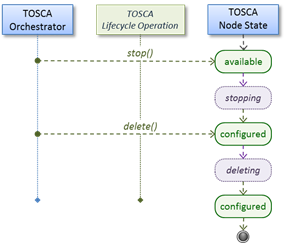 TOSCA
Orchestrator
TOSCA
Lifecycle Operation
TOSCA
Node State
stop()
available
stopping
delete()
configured
deleting
configured